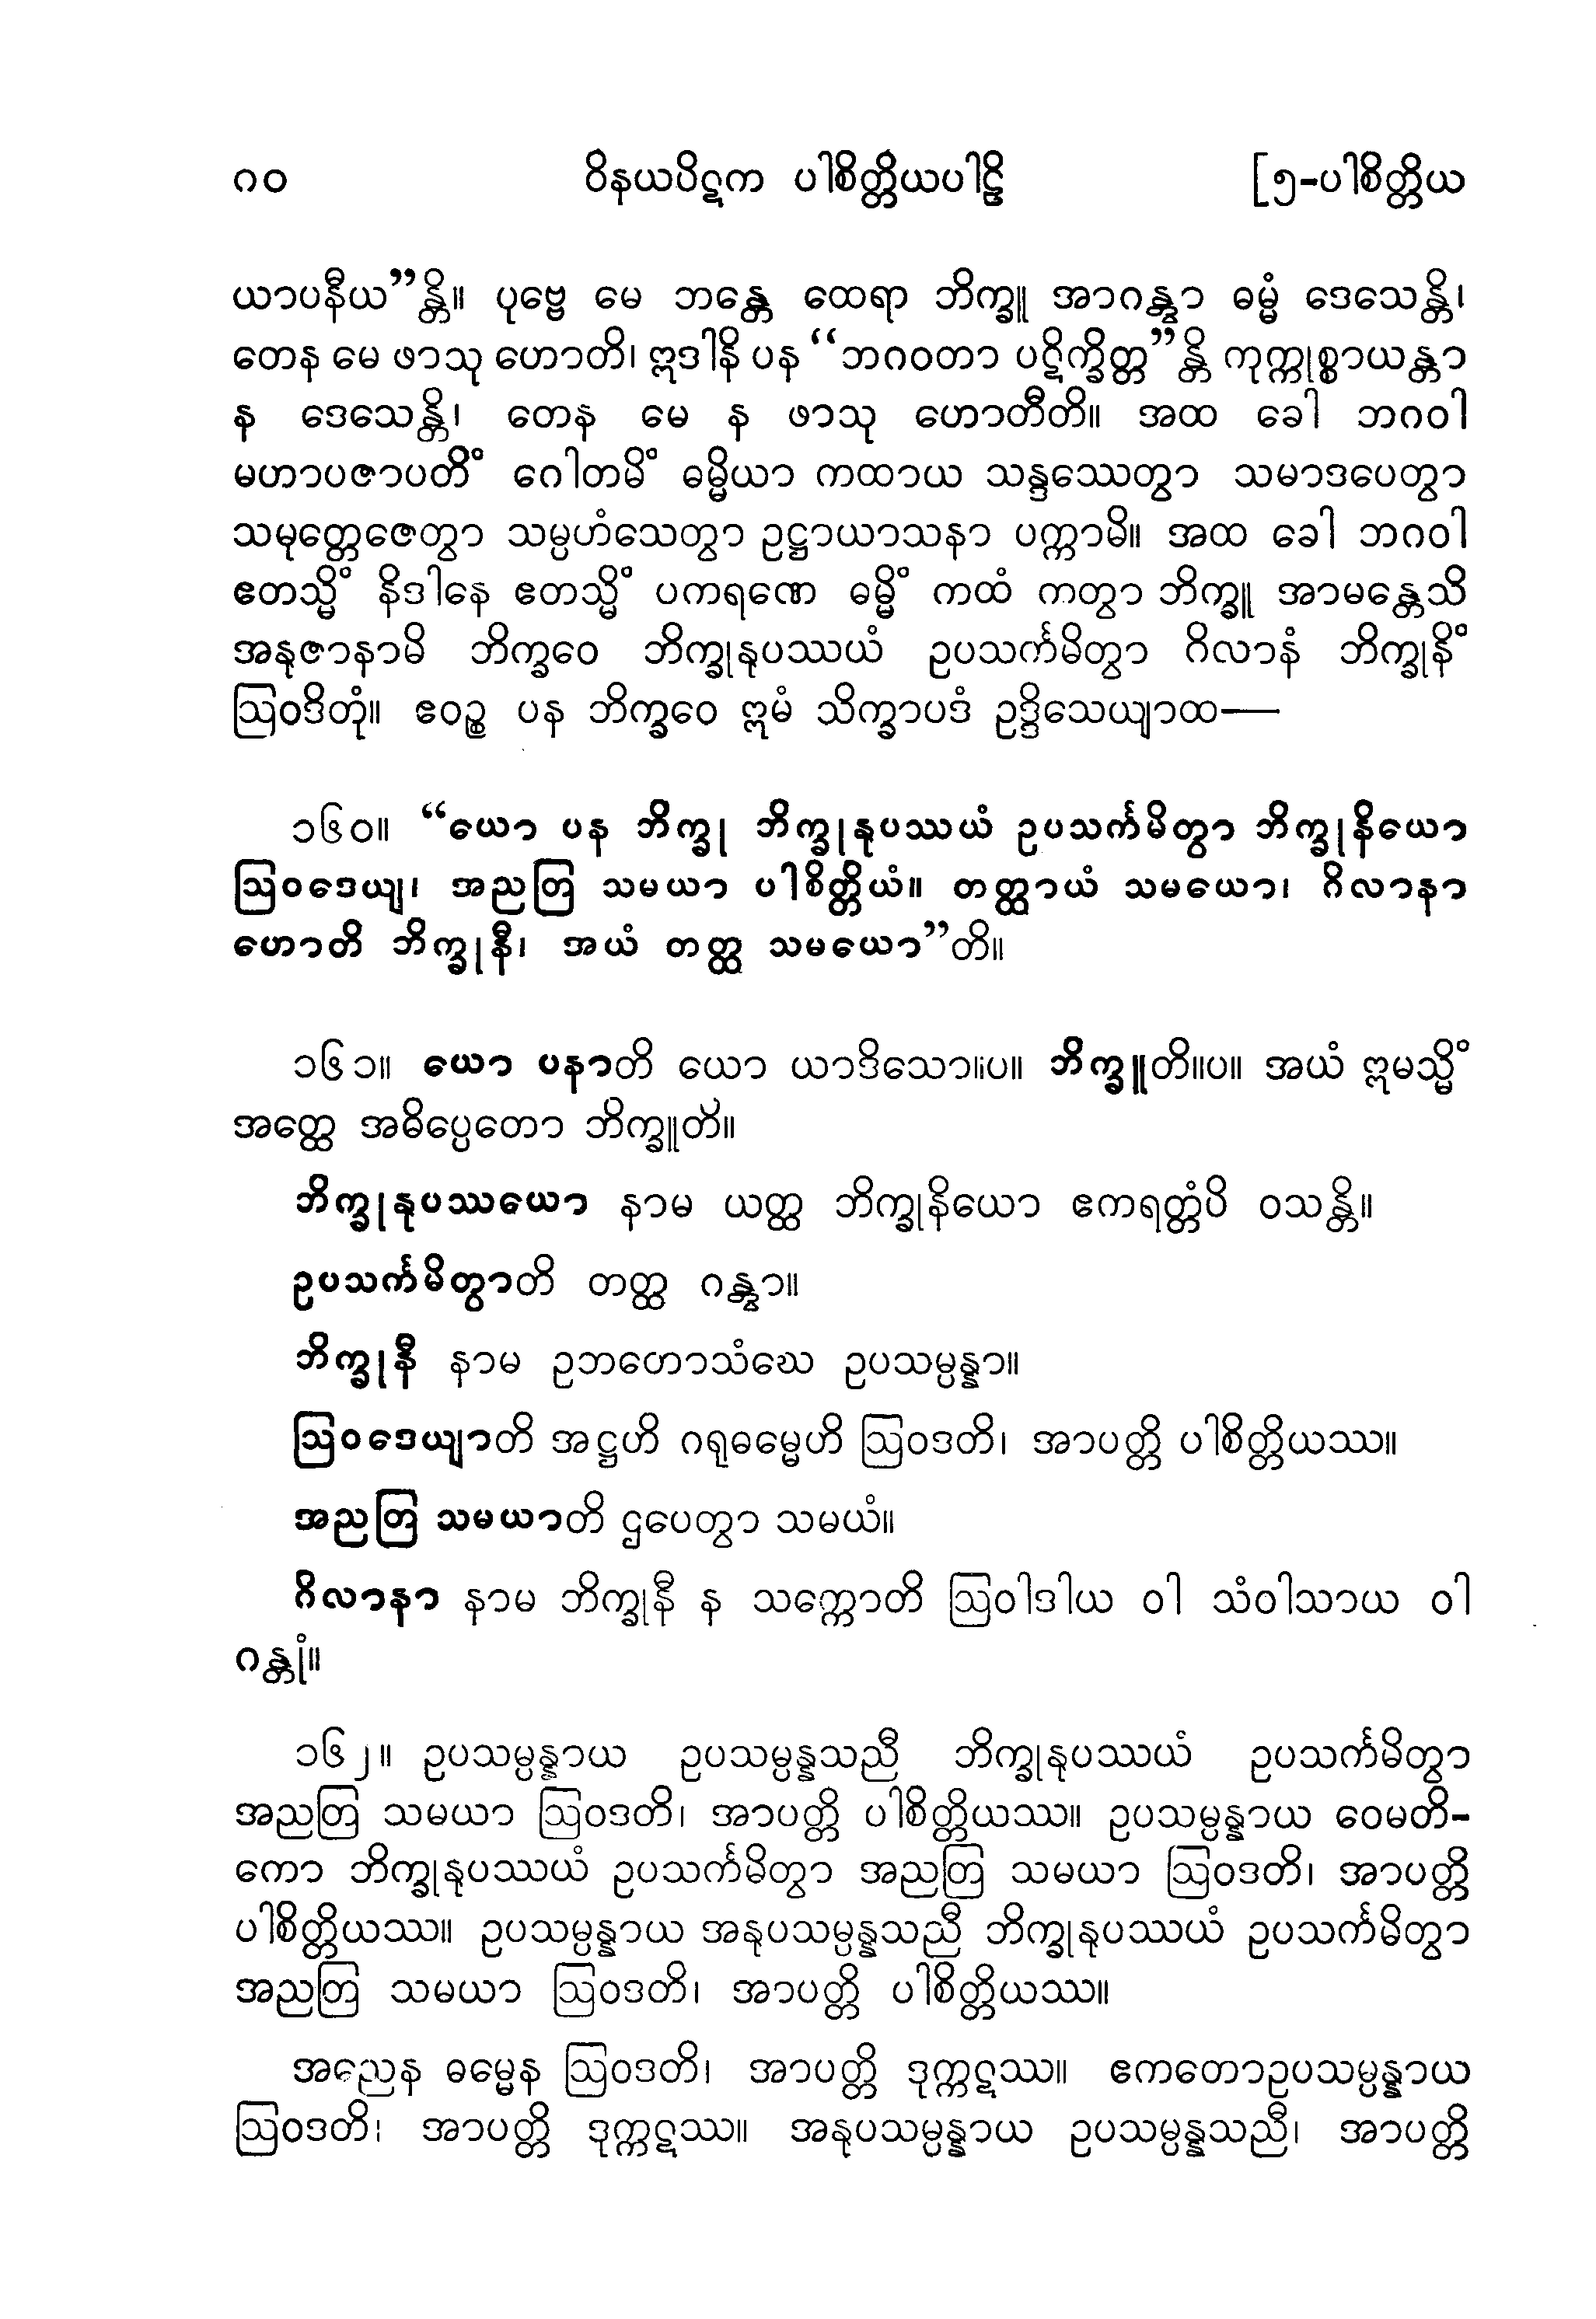 ၈၀ ဝိနယပိဋက ပါစိတ္တိယပါဠိ [၅-ပါစိတ္တိယ
ယာပနီယ”န္တိ။ ပုဗ္ဗေ မေ ဘန္တေ ထေရာ ဘိက္ခူ အာဂန္တွာ ဓမ္မံ ဒေသေန္တိ၊
တေန မေ ဖာသု ဟောတိ၊ ဣဒါနိ ပန “ဘဂဝတာ ပဋိက္ခိတ္တ”န္တိ ကုက္ကုစ္စာယန္တာ
န ဒေသေန္တိ၊ တေန မေ န ဖာသု ဟောတီတိ။ အထ ခေါ ဘဂဝါ
မဟာပဇာပတိံ ဂေါတမိံ ဓမ္မိယာ ကထာယ သန္ဒဿေတွာ သမာဒပေတွာ
သမုတ္တေဇေတွာ သမ္ပဟံသေတွာ ဥဋ္ဌာယာသနာ ပက္ကာမိ။ အထ ခေါ ဘဂဝါ
ဧတသ္မိံ နိဒါနေ ဧတသ္မိံ ပကရဏေ ဓမ္မိံ ကထံ ကတွာ ဘိက္ခူ အာမန္တေသိ
အနုဇာနာမိ ဘိက္ခဝေ ဘိက္ခုနုပဿယံ ဥပသင်္ကမိတွာ ဂိလာနံ ဘိက္ခုနိံ
ဩဝဒိတုံ။ ဧဝဉ္စ ပန ဘိက္ခဝေ ဣမံ သိက္ခာပဒံ ဥဒ္ဒိသေယျာထ—
၁၆၀။ “ယော ပန ဘိက္ခု ဘိက္ခုနုပဿယံ ဥပသင်္ကမိတွာ ဘိက္ခုနိယော
ဩဝဒေယျ၊ အညတြ သမယာ ပါစိတ္တိယံ။ တတ္ထာယံ သမယော၊ ဂိလာနာ
ဟောတိ ဘိက္ခုနီ၊ အယံ တတ္ထ သမယော”တိ။
၁၆၁။ ယော ပနာတိ ယော ယာဒိသော။ပ။ ဘိက္ခူတိ။ပ။ အယံ ဣမသ္မိံ
အတ္ထေ အဓိပ္ပေတော ဘိက္ခူတိ။
ဘိက္ခုနုပဿယော နာမ ယတ္ထ ဘိက္ခုနိယော ဧကရတ္တံပိ ဝသန္တိ။
ဥပသင်္ကမိတွာတိ တတ္ထ ဂန္တွာ။
ဘိက္ခုနီ နာမ ဥဘတောသံဃေ ဥပသမ္ပန္နာ။
ဩဝဒေယျာတိ အဋ္ဌဟိ ဂရုဓမ္မေဟိ ဩဝဒတိ၊ အာပတ္တိ ပါစိတ္တိယဿ။
အညတြ သမယာတိ ဌပေတွာ သမယံ။
ဂိလာနာ နာမ ဘိက္ခုနီ န သက္ကောတိ ဩဝါဒါယ ဝါ သံဝါသာယ ဝါ
ဂန္တုံ။
၁၆၂။ ဥပသမ္ပန္နာယ ဥပသမ္ပန္နသညီ ဘိက္ခုနုပဿယံ ဥပသင်္ကမိတွာ
အညတြ သမယာ ဩဝဒတိ၊ အာပတ္တိ ပါစိတ္တိယဿ။ ဥပသမ္ပန္နာယ ဝေမတိ-
ကော ဘိက္ခုနုပဿယံ ဥပသင်္ကမိတွာ အညတြ သမယာ ဩဝဒတိ၊ အာပတ္တိ
ပါစိတ္တိယဿ။ ဥပသမ္ပန္နာယ အနုပသမ္ပန္နသညီ ဘိက္ခုနုပဿယံ ဥပသင်္ကမိတွာ
အညတြ သမယာ ဩဝဒတိ၊ အာပတ္တိ ပါစိတ္တိယဿ။
အညေန ဓမ္မေန ဩဝဒတိ၊ အာပတ္တိ ဒုက္ကဋဿ။ ဧကတောဥပသမ္ပန္နာယ
ဩဝဒတိ၊ အာပတ္တိ ဒုက္ကဋဿ။ အနုပသမ္ပန္နာယ ဥပသမ္ပန္နသညီ၊ အာပတ္တိ